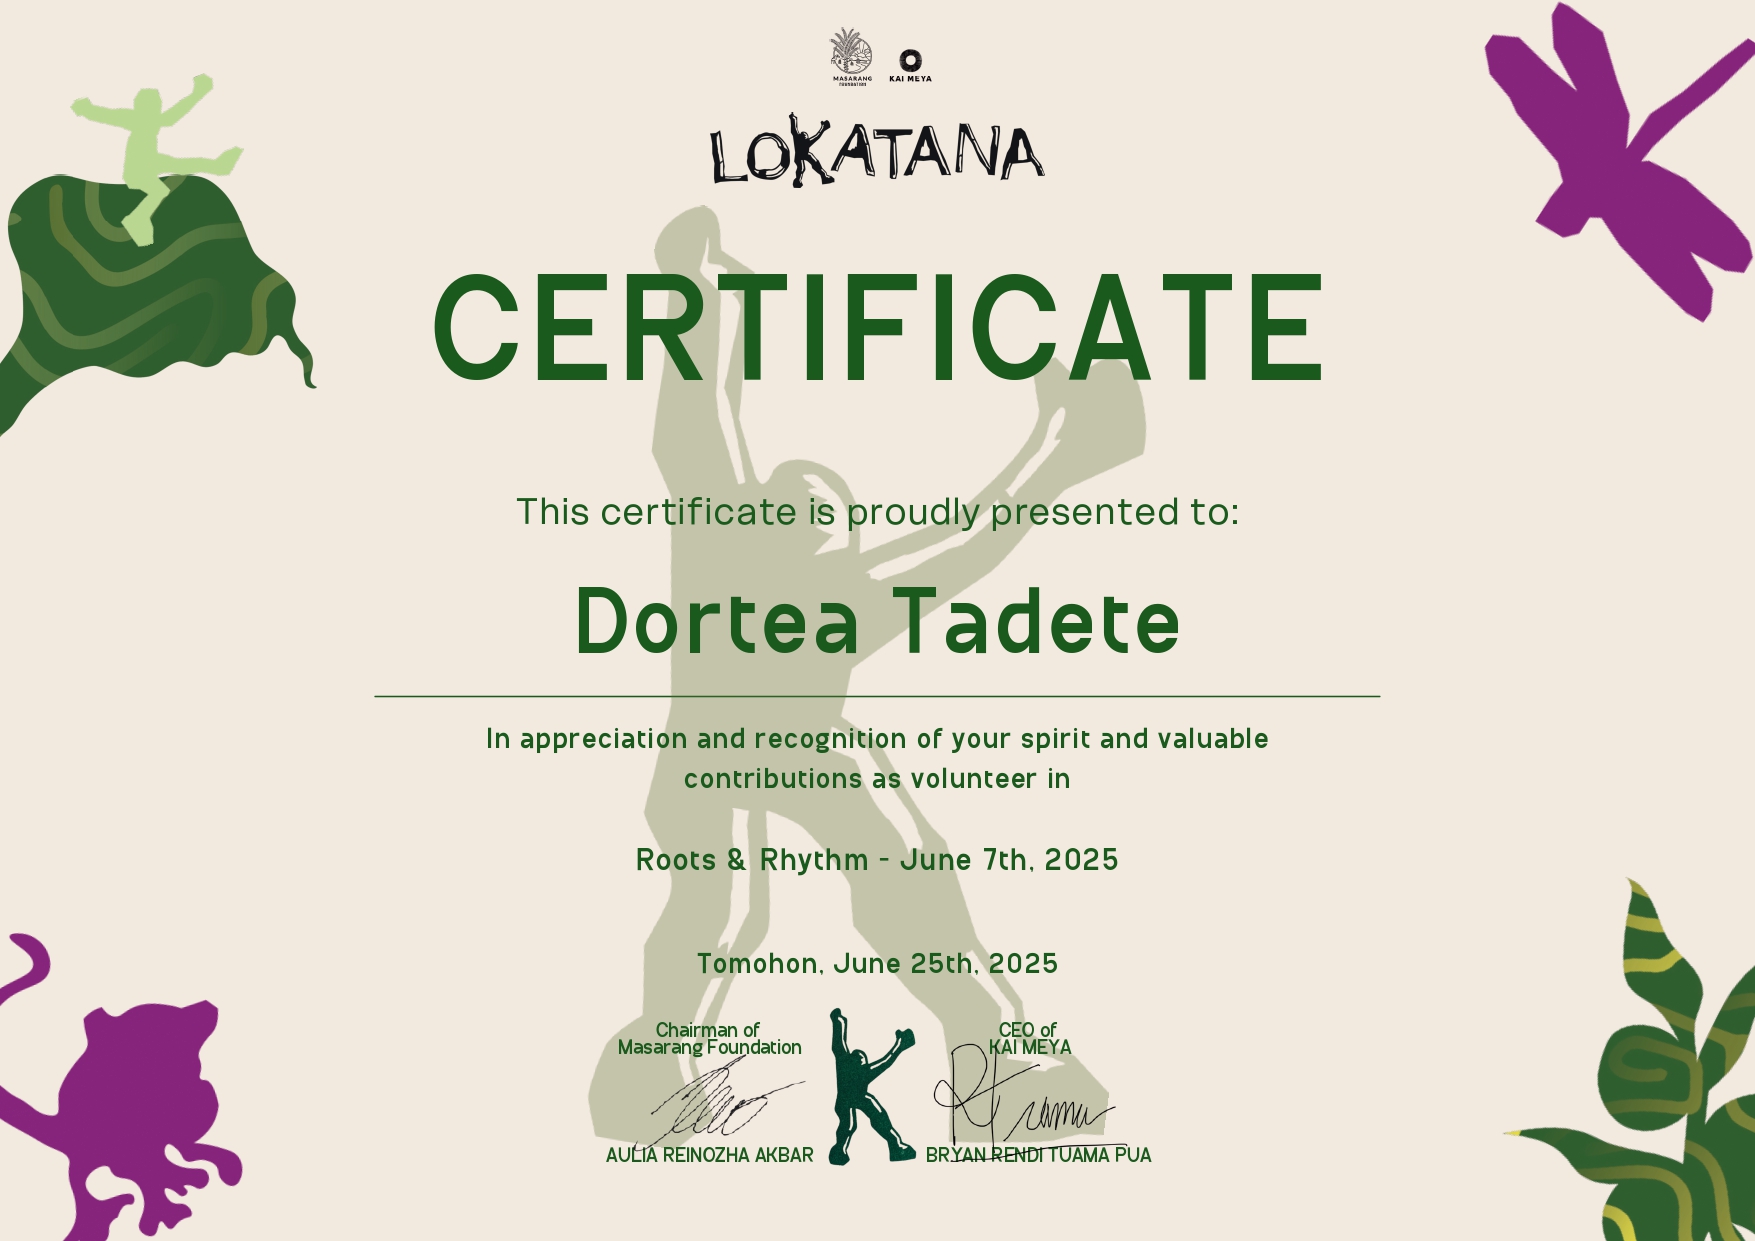 MASARANG
FOUNDATION
KAI MEYA
LOKATANA
CERTIFICATE
This certificate is proudly presented to:
Dortea Tadete
In appreciation and recognition of your spirit and valuable
contributions as volunteer in
Roots & Rhythm - June 7th, 2025
Tomohon, June 25th, 2025
Chairman of
Masarang Foundation
AULIA REINOZHA AKBAR
CEO of
KAI MEYA
BRYAN RENDI TUAMA PUA